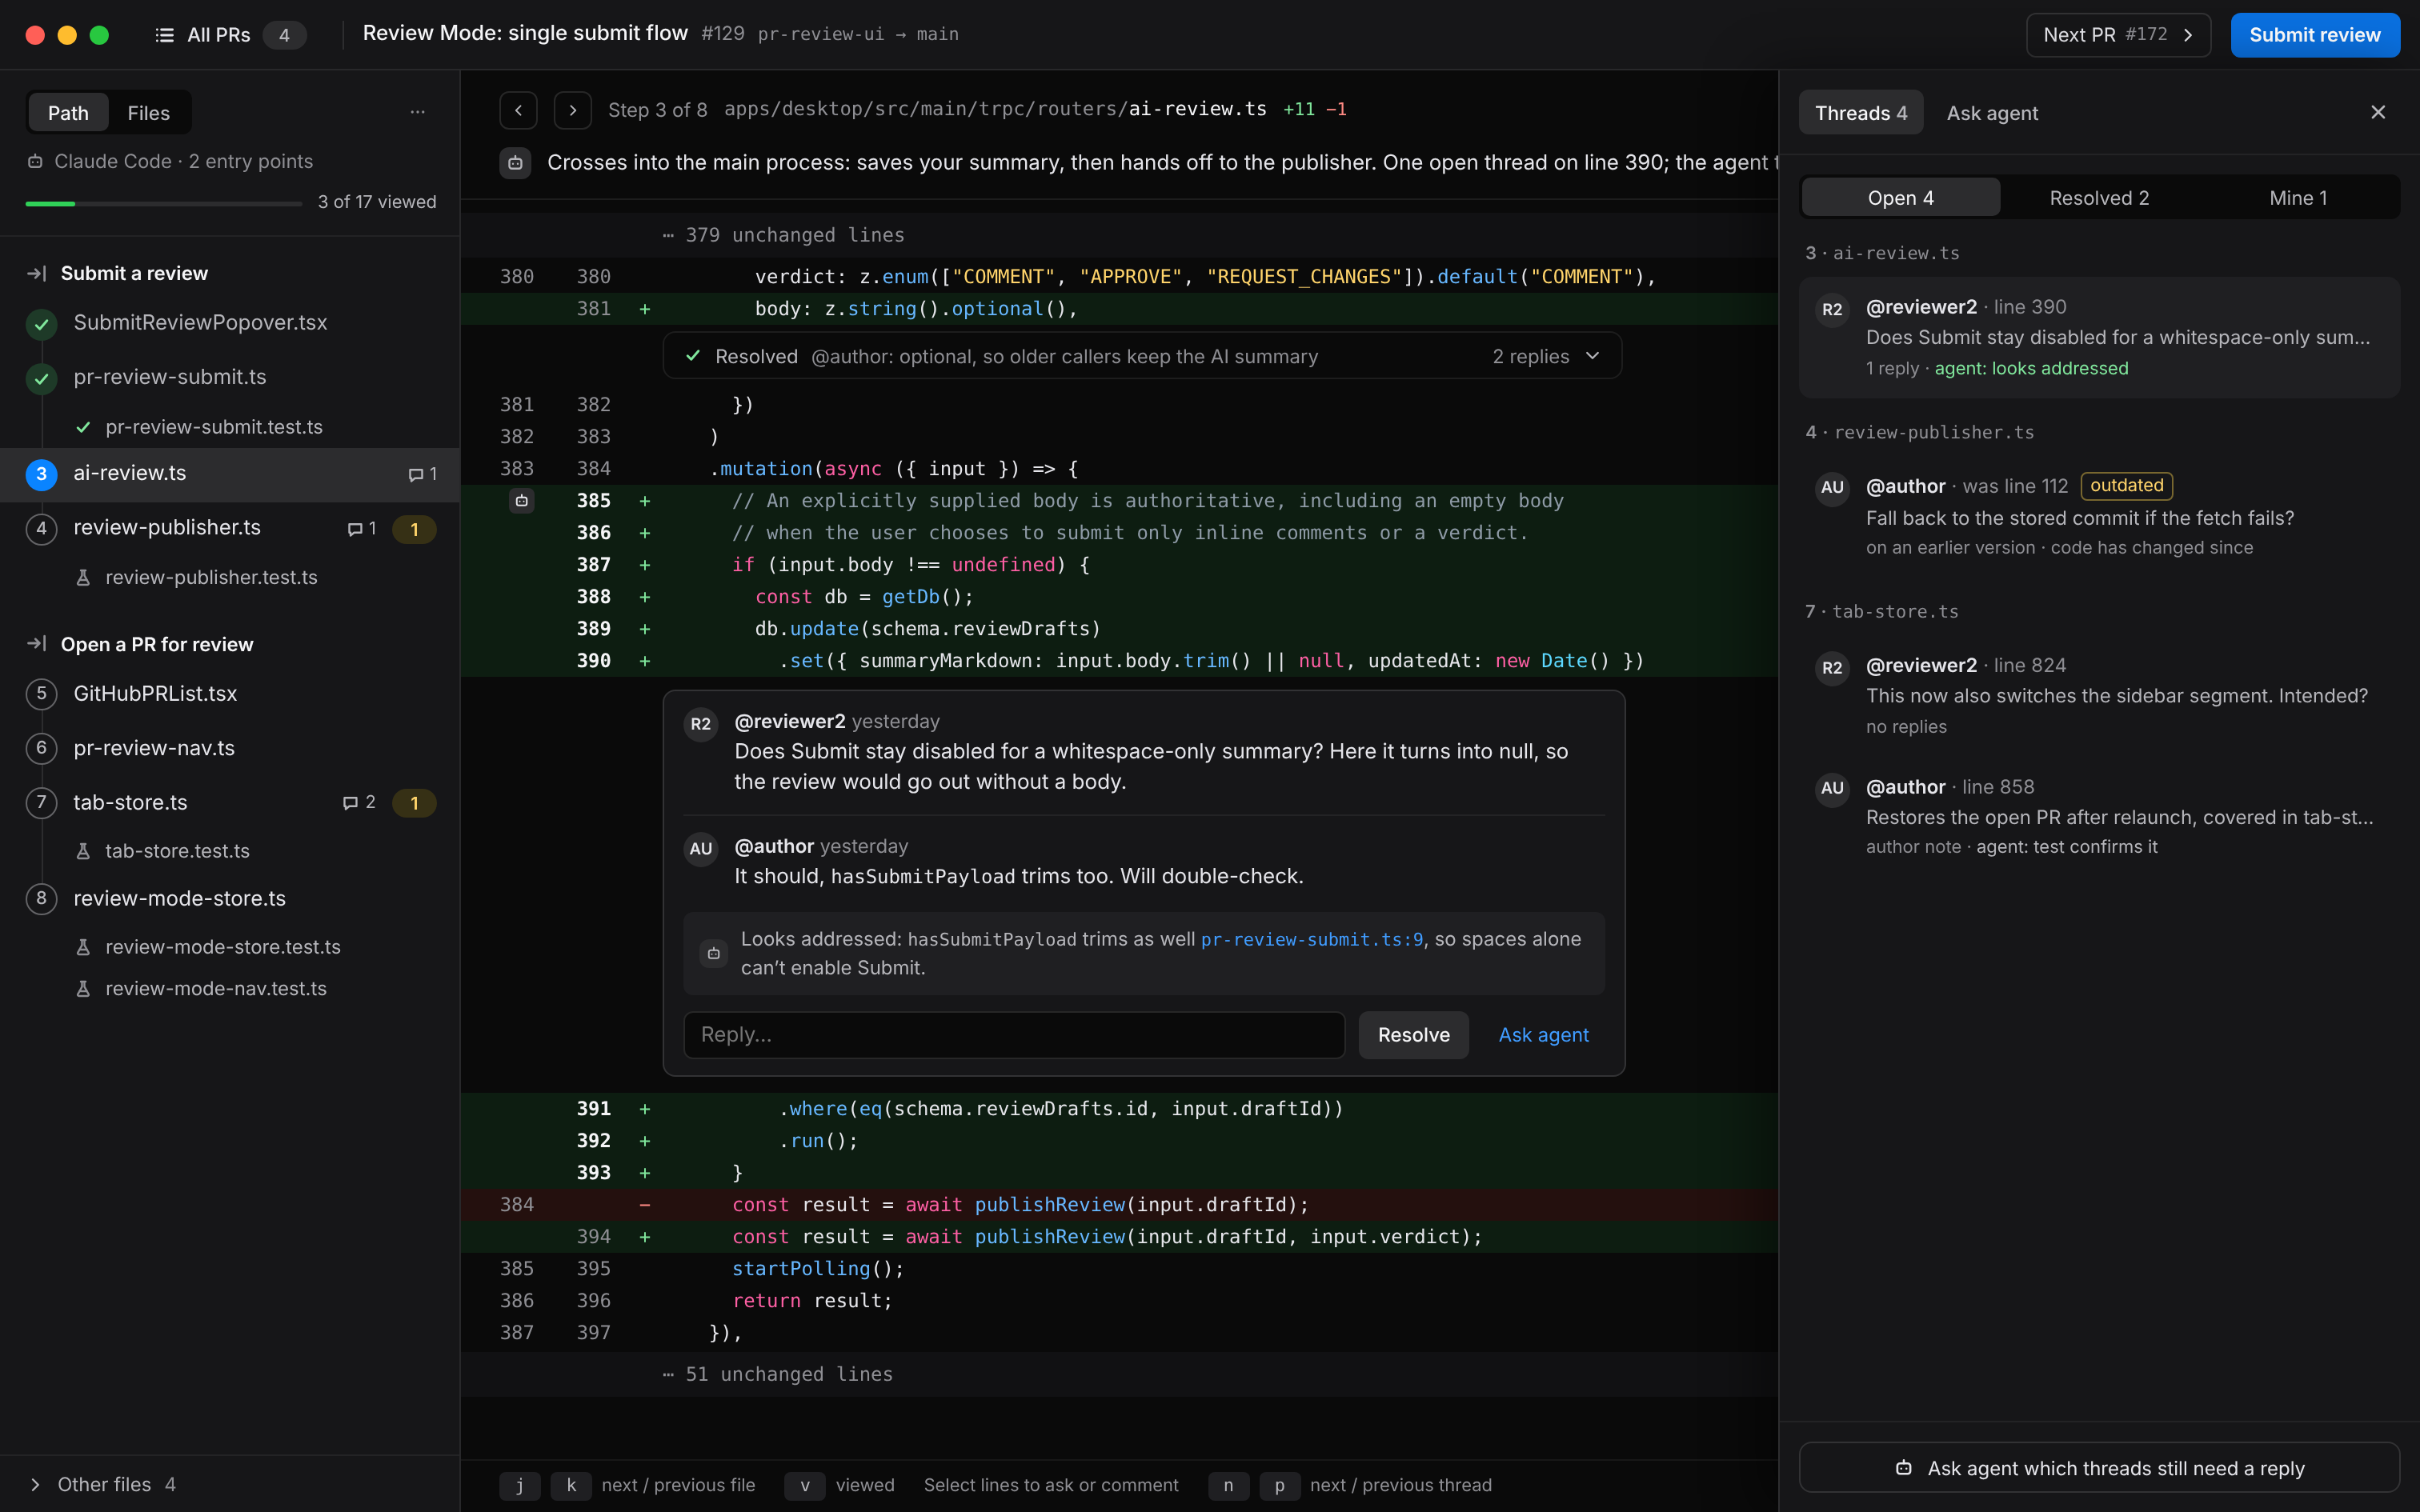 All PRs 4
Review Mode: single submit flow #129 pr-review-ui → main
Next PR #172
Submit review
Path Files ...
Claude Code · 2 entry points
3 of 17 viewed
Submit a review
SubmitReviewPopover.tsx
pr-review-submit.ts
pr-review-submit.test.ts
3 ai-review.ts 1
4 review-publisher.ts 1 1
review-publisher.test.ts
Open a PR for review
5 GitHubPRList.tsx
6 pr-review-nav.ts
7 tab-store.ts 2 1
tab-store.test.ts
8 review-mode-store.ts
review-mode-store.test.ts
review-mode-nav.test.ts
Other files 4
Step 3 of 8 apps/desktop/src/main/trpc/routers/ai-review.ts +11 −1
Crosses into the main process: saves your summary, then hands off to the publisher. One open thread on line 390; the agent
⋯ 379 unchanged lines
380 380 verdict: z.enum(["COMMENT", "APPROVE", "REQUEST_CHANGES"]).default("COMMENT"),
381 + body: z.string().optional(),
Resolved @author: optional, so older callers keep the AI summary 2 replies
381 382 })
382 383 )
383 384 .mutation(async ({ input }) => {
385 + // An explicitly supplied body is authoritative, including an empty body
386 + // when the user chooses to submit only inline comments or a verdict.
387 + if (input.body !== undefined) {
388 + const db = getDb();
389 + db.update(schema.reviewDrafts)
390 + .set({ summaryMarkdown: input.body.trim() || null, updatedAt: new Date() })
R2 @reviewer2 yesterday
Does Submit stay disabled for a whitespace-only summary? Here it turns into null, so
the review would go out without a body.
AU @author yesterday
It should, hasSubmitPayload trims too. Will double-check.
Looks addressed: hasSubmitPayload trims as well pr-review-submit.ts:9, so spaces alone
can’t enable Submit.
Reply... Resolve Ask agent
391 + .where(eq(schema.reviewDrafts.id, input.draftId))
392 + .run();
393 + }
384 − const result = await publishReview(input.draftId);
394 + const result = await publishReview(input.draftId, input.verdict);
385 395 startPolling();
386 396 return result;
387 397 }),
⋯ 51 unchanged lines
j k next / previous file v viewed Select lines to ask or comment n p next / previous thread
Threads 4 Ask agent
Open 4 Resolved 2 Mine 1
3 · ai-review.ts
R2 @reviewer2 · line 390
Does Submit stay disabled for a whitespace-only sum...
1 reply · agent: looks addressed
4 · review-publisher.ts
AU @author · was line 112 outdated
Fall back to the stored commit if the fetch fails?
on an earlier version · code has changed since
7 · tab-store.ts
R2 @reviewer2 · line 824
This now also switches the sidebar segment. Intended?
no replies
AU @author · line 858
Restores the open PR after relaunch, covered in tab-st...
author note · agent: test confirms it
Ask agent which threads still need a reply